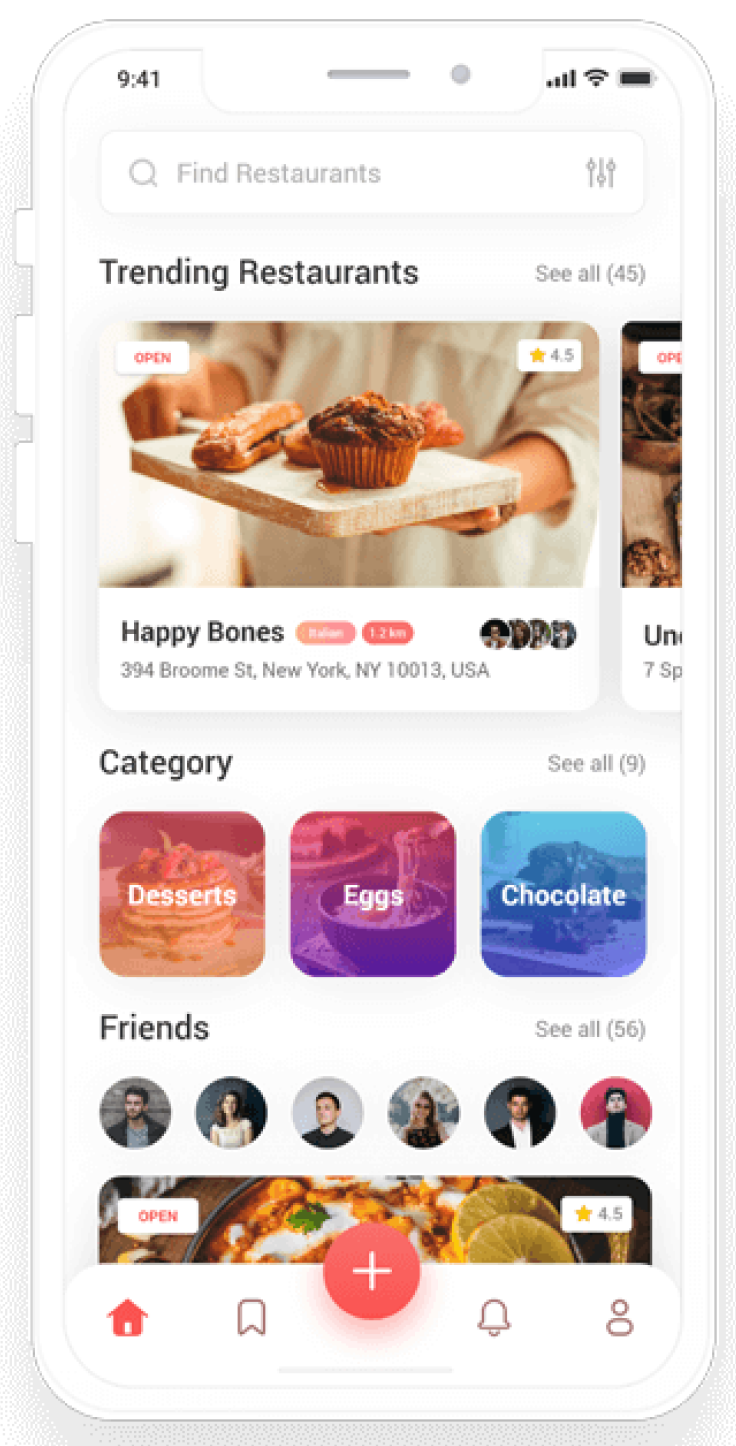 9:41
Find Restaurants
Trending Restaurants
See all (45)
OPEN
4.5
OPE
Happy Bones
Italian
1.2 km
394 Broome St, New York, NY 10013, USA
Un
7 Sp
Category
See all (9)
Desserts
Eggs
Chocolate
Friends
See all (56)
OPEN
4.5